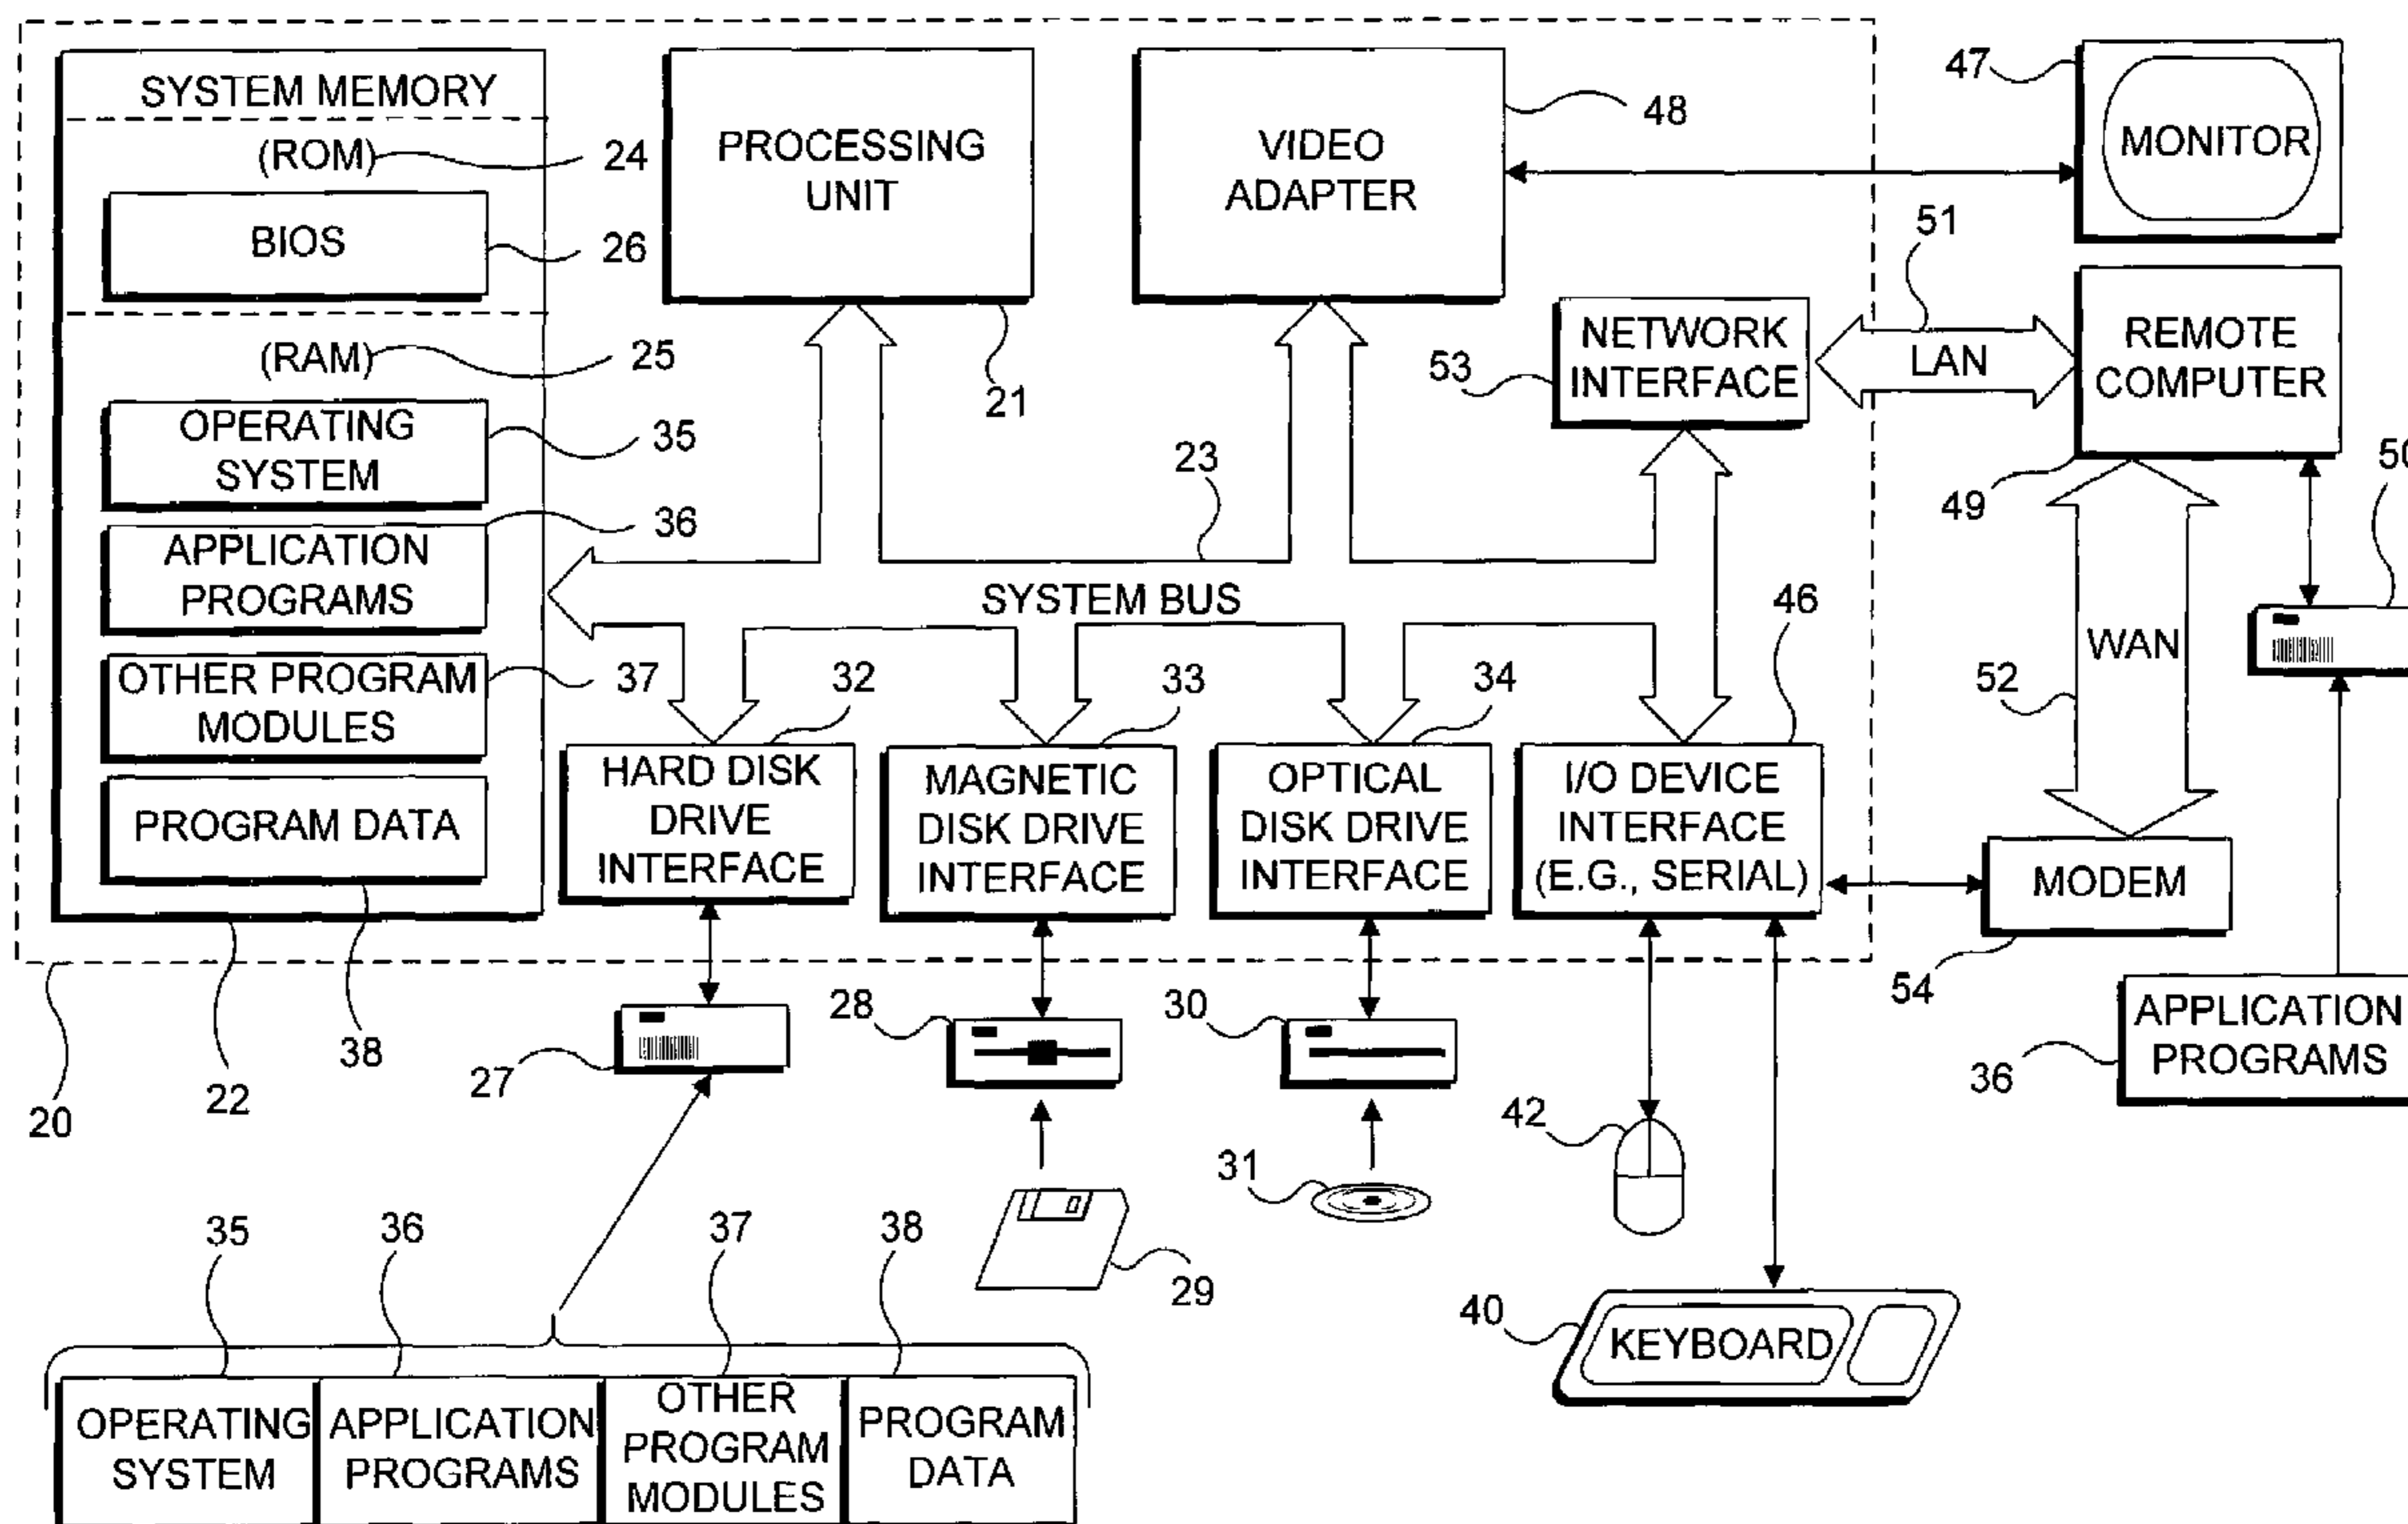 SYSTEM MEMORY
(ROM)
24
BIOS
26
(RAM)
25
OPERATING
SYSTEM
35
APPLICATION
PROGRAMS
36
OTHER PROGRAM
MODULES
37
PROGRAM DATA
38
22
20
PROCESSING
UNIT
21
VIDEO
ADAPTER
48
47
MONITOR
51
NETWORK
INTERFACE
53
LAN
REMOTE
COMPUTER
49
50
23
SYSTEM BUS
46
WAN
52
32
HARD DISK
DRIVE
INTERFACE
33
MAGNETIC
DISK DRIVE
INTERFACE
34
OPTICAL
DISK DRIVE
INTERFACE
I/O DEVICE
INTERFACE
(E.G., SERIAL)
MODEM
54
APPLICATION
PROGRAMS
36
27
28
30
42
31
29
40
KEYBOARD
35
36
37
38
OPERATING
SYSTEM
APPLICATION
PROGRAMS
OTHER
PROGRAM
MODULES
PROGRAM
DATA